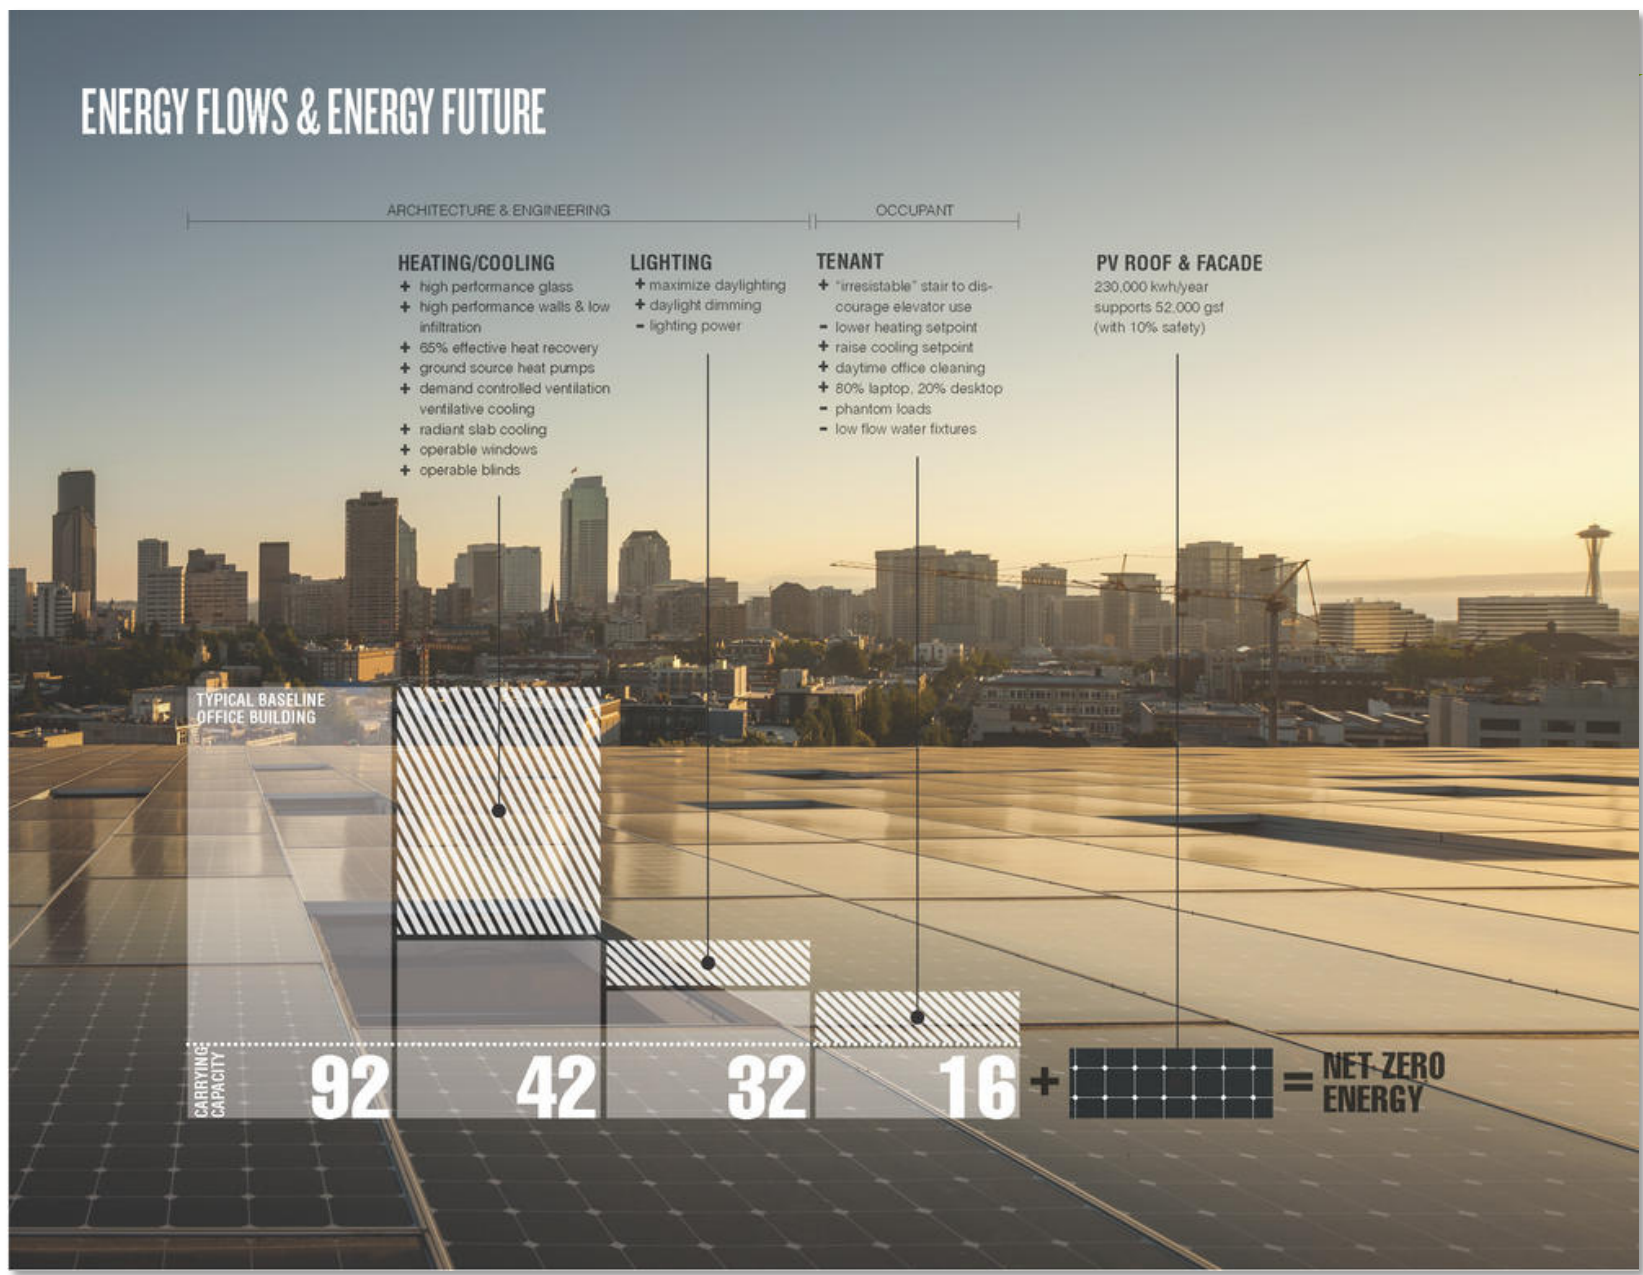 ENERGY FLOWS & ENERGY FUTURE
ARCHITECTURE & ENGINEERING
OCCUPANT
HEATING/COOLING
+ high performance glass
+ high performance walls & low
infiltration
+ 65% effective heat recovery
+ ground source heat pumps
+ demand controlled ventilation
ventilative cooling
+ radiant slab cooling
+ operable windows
+ operable blinds
LIGHTING
+ maximize daylighting
+ daylight dimming
- lighting power
TENANT
+ "irresistable" stair to dis-
courage elevator use
- lower heating setpoint
+ raise cooling setpoint
+ daytime office cleaning
+ 80% laptop, 20% desktop
- phantom loads
- low flow water fixtures
PV ROOF & FACADE
230,000 kwh/year
supports 52,000 gsf
(with 10% safety)
TYPICAL BASELINE
OFFICE BUILDING
CARRYING
CAPACITY
92
42
32
16
+
=
NET-ZERO
ENERGY